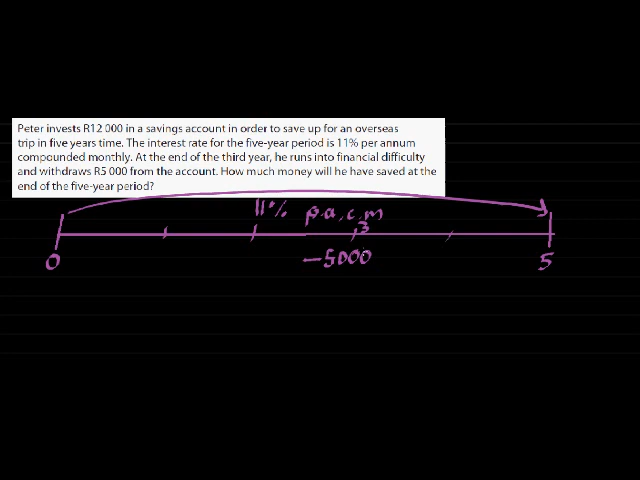 Peter invests R12 000 in a savings account in order to save up for an overseas
trip in five years time. The interest rate for the five-year period is 11% per annum
compounded monthly. At the end of the third year, he runs into financial difficulty
and withdraws R5 000 from the account. How much money will he have saved at the
end of the five-year period?
11% p.a.c.m
3
0 -5000 5